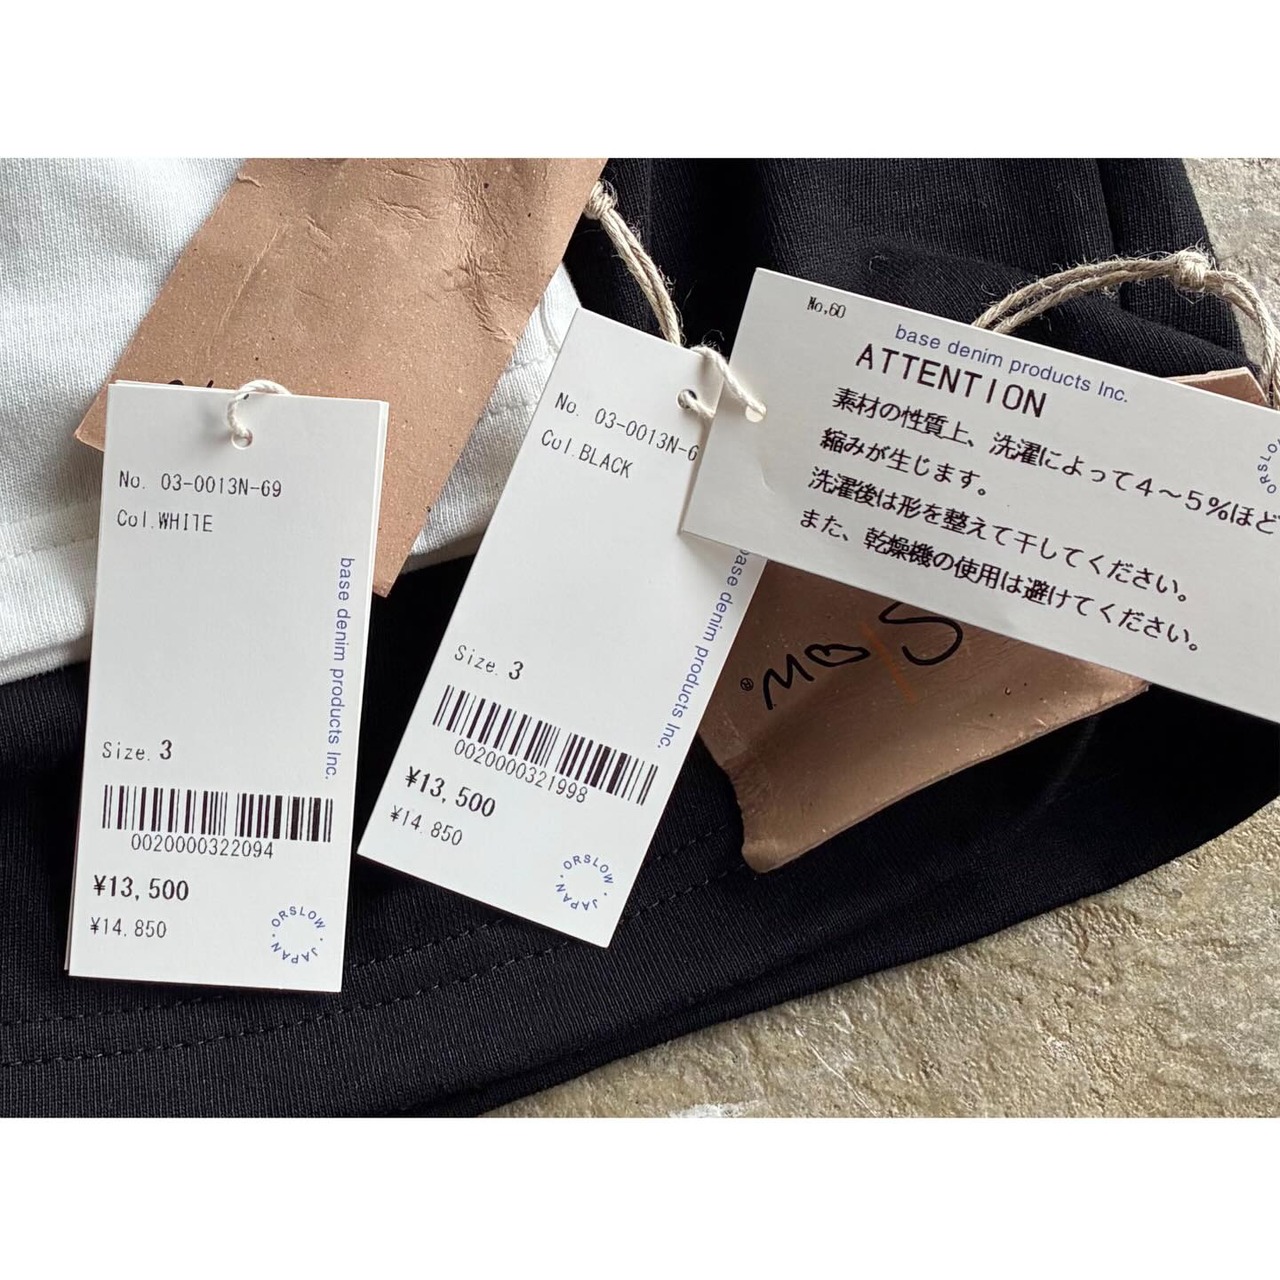 No. 03-0013N-69
Col.WHITE
base denim products Inc.
Size. 3
0020000322094
¥13,500
¥14,850
ORSLOW · JAPAN ·
No. 03-0013N-6
Col.BLACK
base denim products Inc.
Size. 3
0020000321998
¥13,500
¥14,850
ORSLOW · JAPAN ·
No,60
base denim products Inc.
ATTENTION
素材の性質上、洗濯によって4～5%ほど
縮みが生じます。
洗濯後は形を整えて干してください。
また、乾燥機の使用は避けてください。
ORSLO